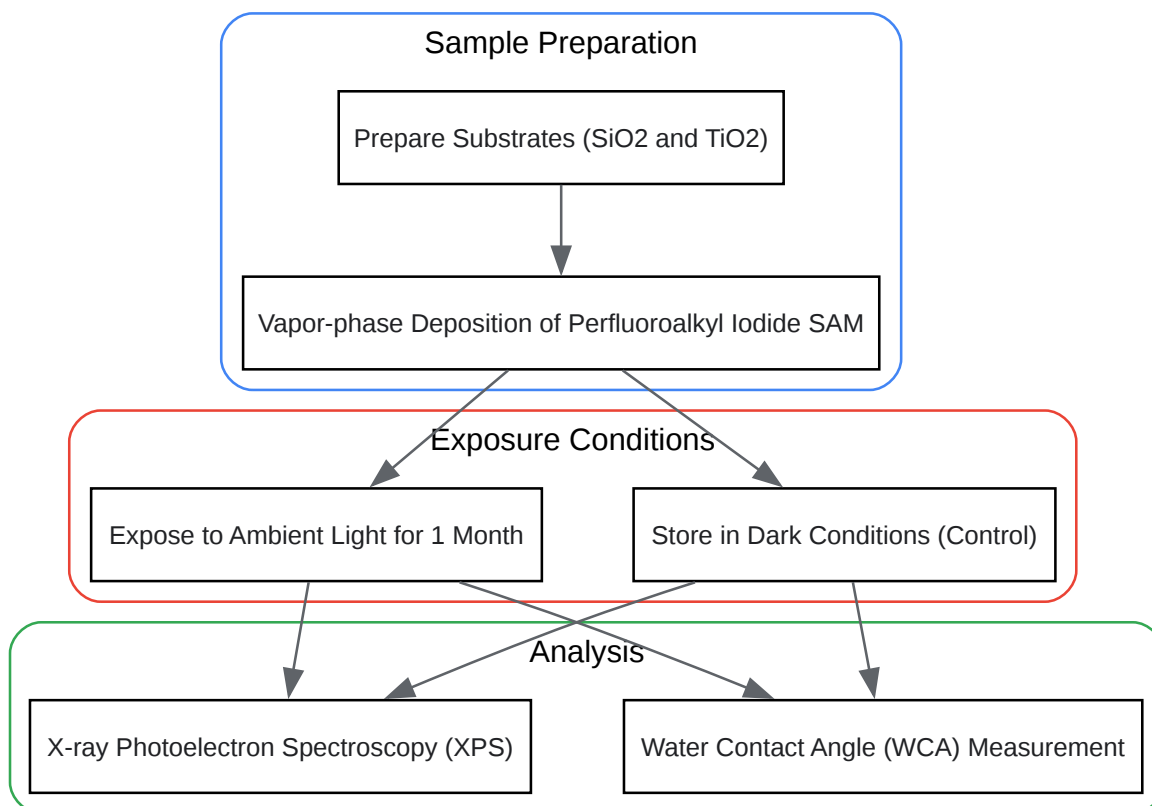 Sample Preparation
Prepare Substrates (SiO2 and TiO2)
Vapor-phase Deposition of Perfluoroalkyl Iodide SAM
Exposure Conditions
Expose to Ambient Light for 1 Month
Store in Dark Conditions (Control)
Analysis
X-ray Photoelectron Spectroscopy (XPS)
Water Contact Angle (WCA) Measurement